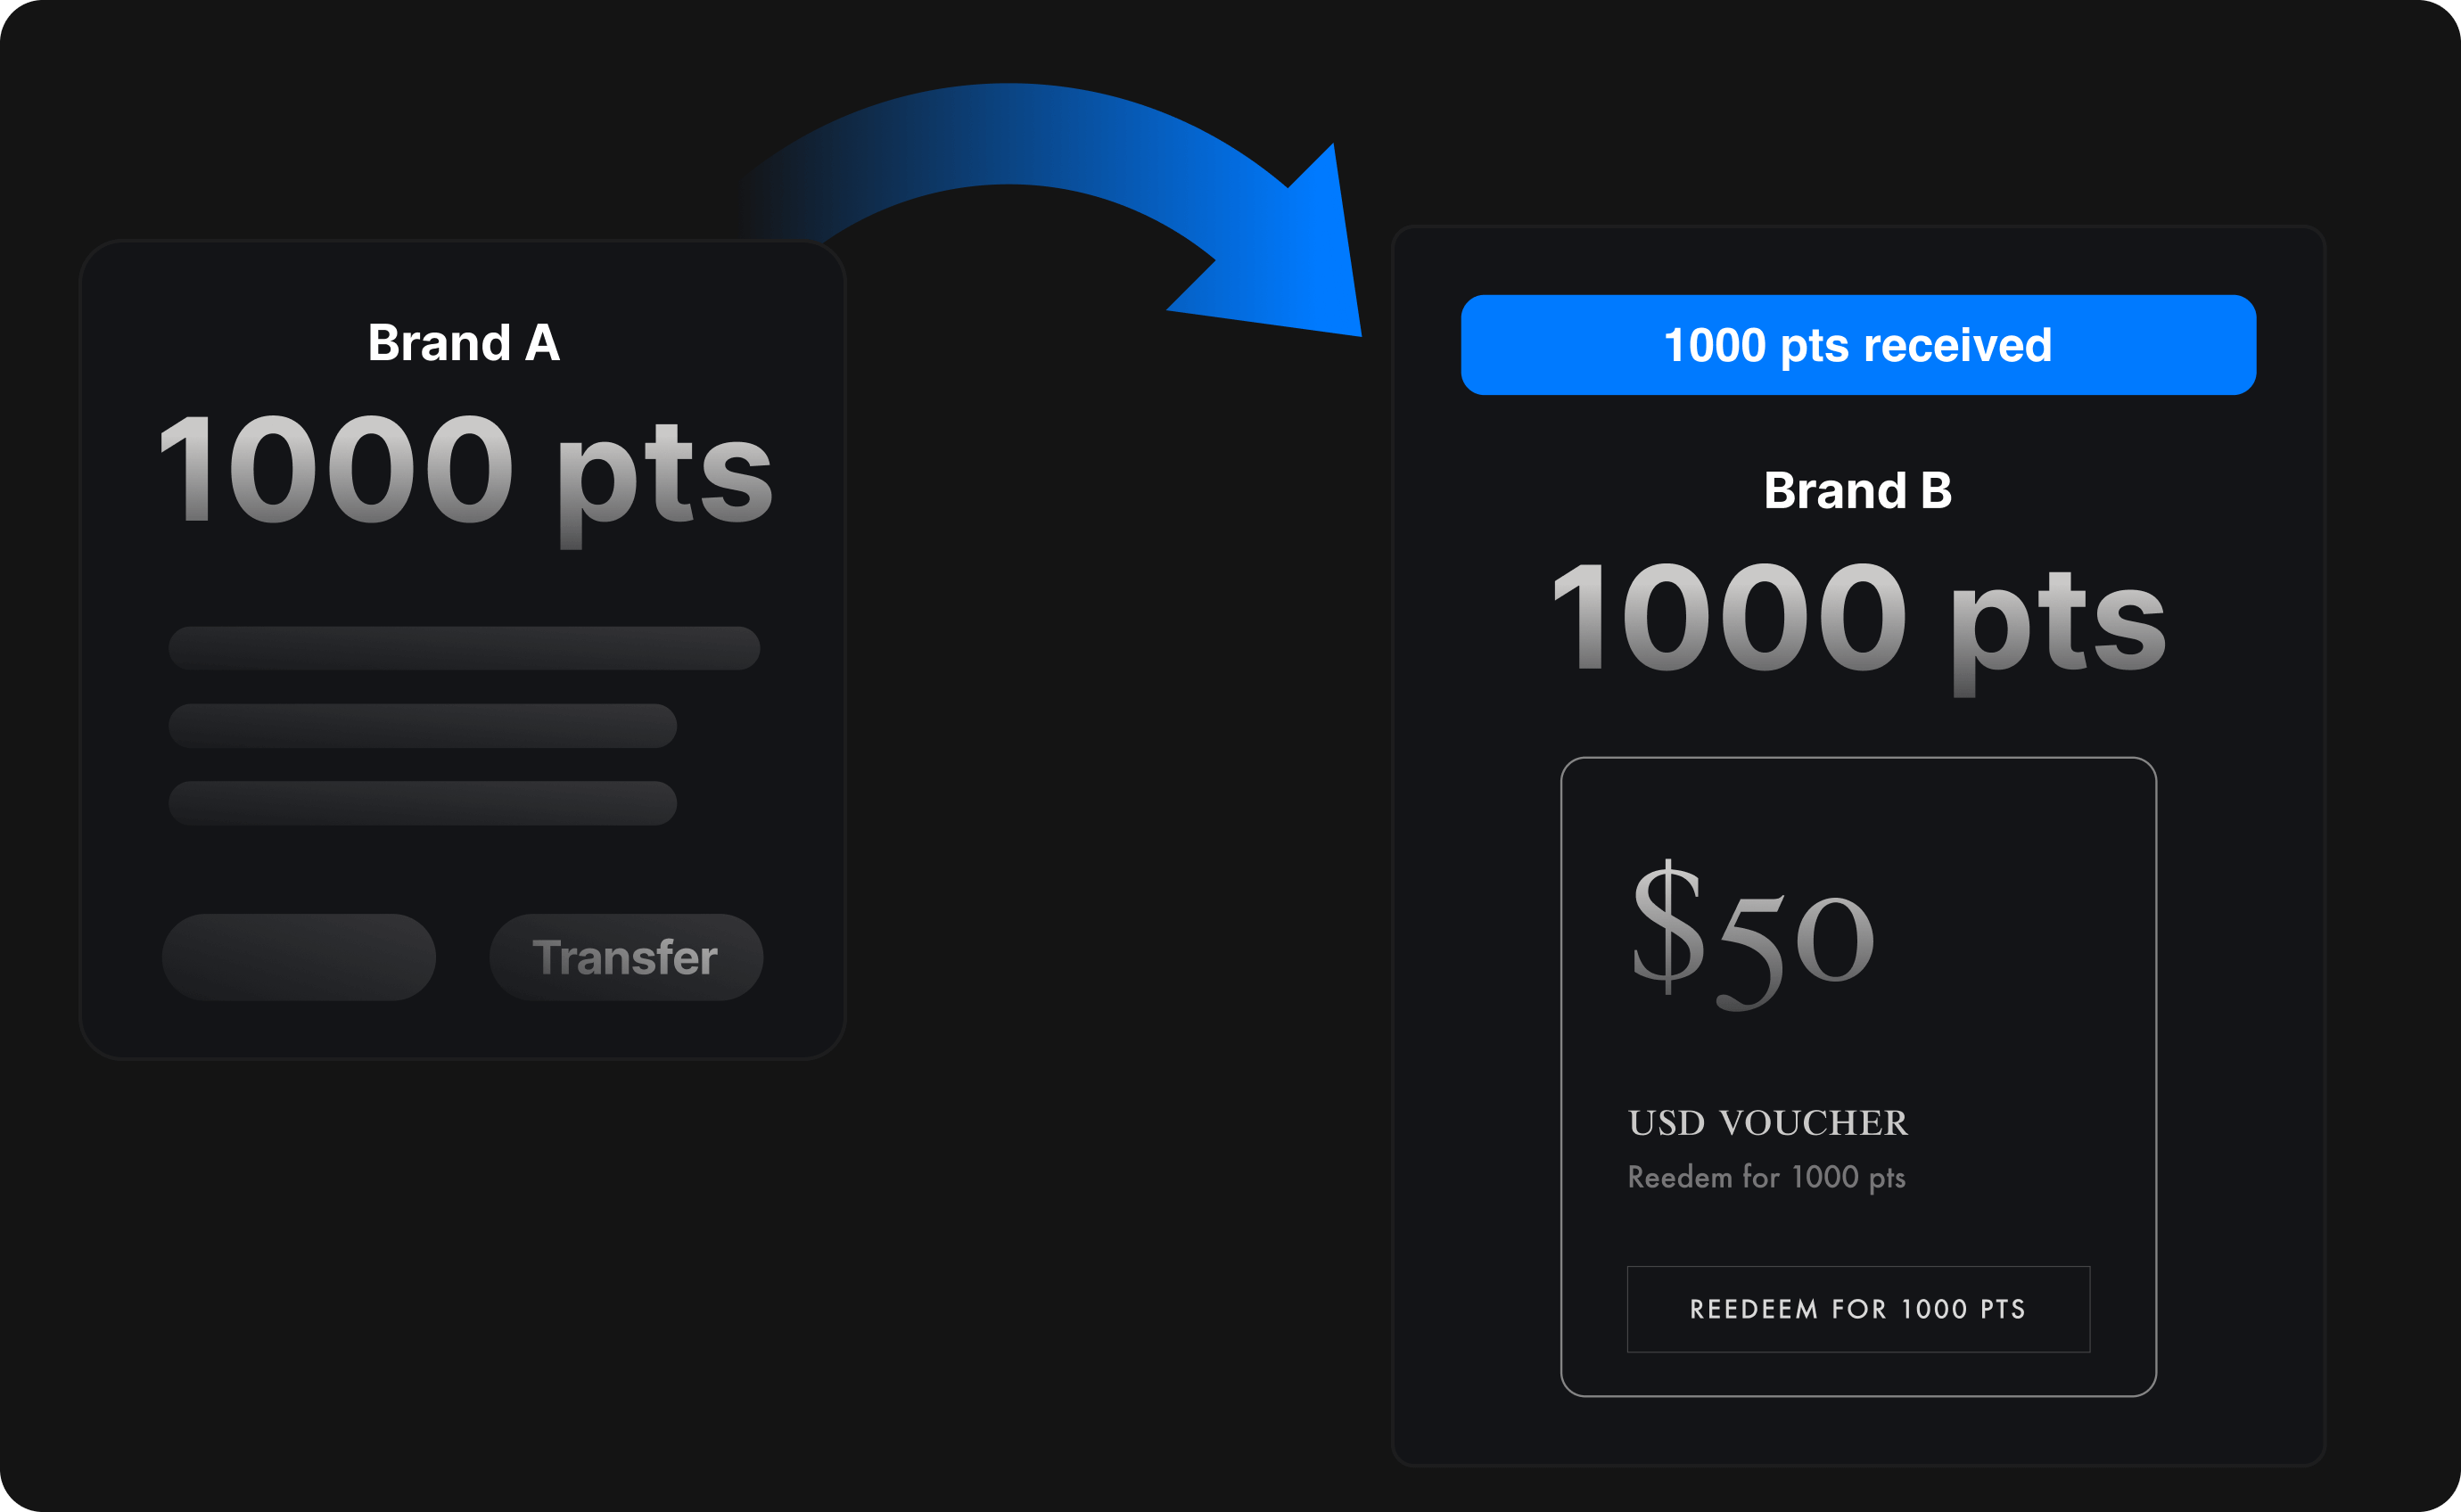 Brand A
1000 pts
Transfer
1000 pts received
Brand B
1000 pts
$50
USD VOUCHER
Redeem for 1000 pts
REEDEEM FOR 1000 PTS